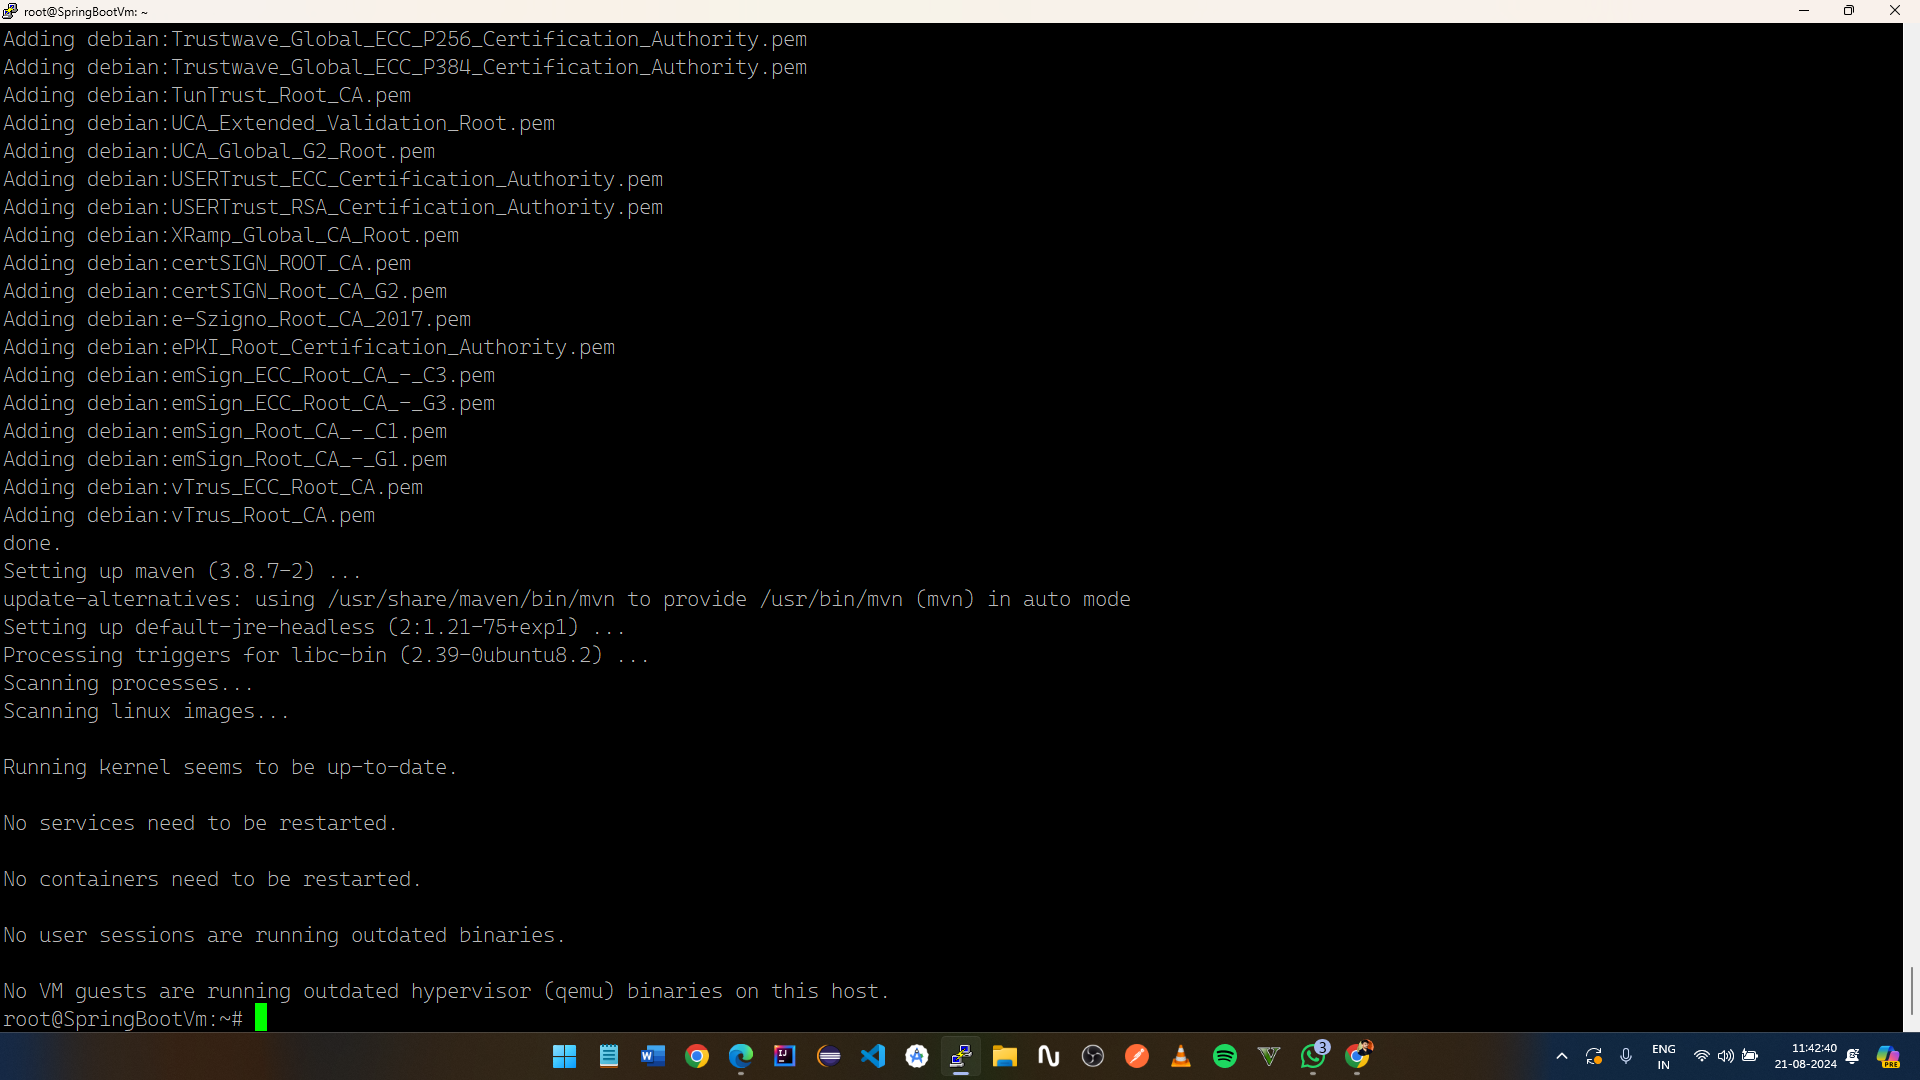 root@SpringBootVm: ~
Adding debian:Trustwave_Global_ECC_P256_Certification_Authority.pem
Adding debian:Trustwave_Global_ECC_P384_Certification_Authority.pem
Adding debian:TunTrust_Root_CA.pem
Adding debian:UCA_Extended_Validation_Root.pem
Adding debian:UCA_Global_G2_Root.pem
Adding debian:USERTrust_ECC_Certification_Authority.pem
Adding debian:USERTrust_RSA_Certification_Authority.pem
Adding debian:XRamp_Global_CA_Root.pem
Adding debian:certSIGN_ROOT_CA.pem
Adding debian:certSIGN_Root_CA_G2.pem
Adding debian:e-Szigno_Root_CA_2017.pem
Adding debian:ePKI_Root_Certification_Authority.pem
Adding debian:emSign_ECC_Root_CA_-_C3.pem
Adding debian:emSign_ECC_Root_CA_-_G3.pem
Adding debian:emSign_Root_CA_-_C1.pem
Adding debian:emSign_Root_CA_-_G1.pem
Adding debian:vTrus_ECC_Root_CA.pem
Adding debian:vTrus_Root_CA.pem
done.
Setting up maven (3.8.7-2) ...
update-alternatives: using /usr/share/maven/bin/mvn to provide /usr/bin/mvn (mvn) in auto mode
Setting up default-jre-headless (2:1.21-75+exp1) ...
Processing triggers for libc-bin (2.39-0ubuntu8.2) ...
Scanning processes...
Scanning linux images...
Running kernel seems to be up-to-date.
No services need to be restarted.
No containers need to be restarted.
No user sessions are running outdated binaries.
No VM guests are running outdated hypervisor (qemu) binaries on this host.
root@SpringBootVm:~#
3
ENG
IN
11:42:40
21-08-2024
PRE